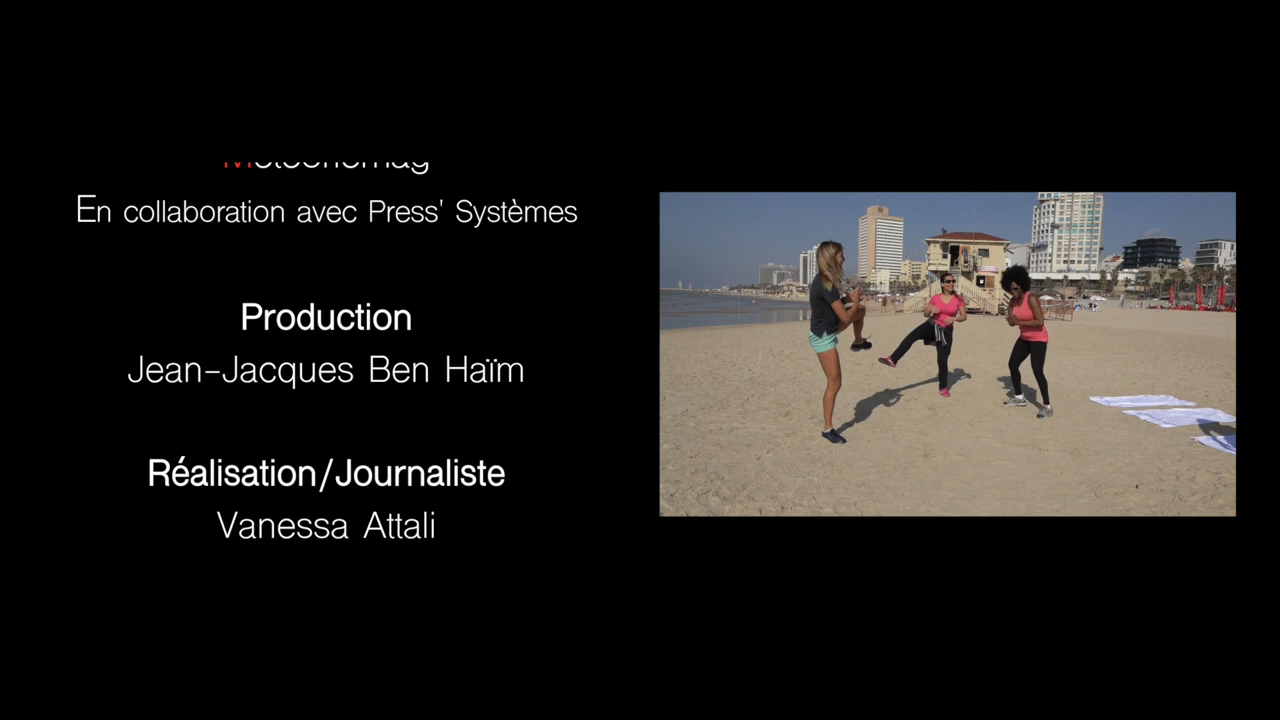 En collaboration avec Press' Systèmes
Production
Jean-Jacques Ben Haïm
Réalisation/Journaliste
Vanessa Attali